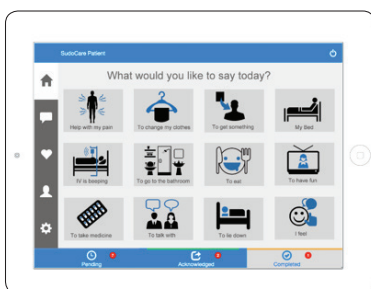 SudoCare Patient
What would you like to say today?
Help with my pain
To change my clothes
To get something
My Bed
IV is beeping
To go to the bathroom
To eat
To have fun
To take medicine
To talk with
To lie down
I feel
Pending
Acknowledged
Completed